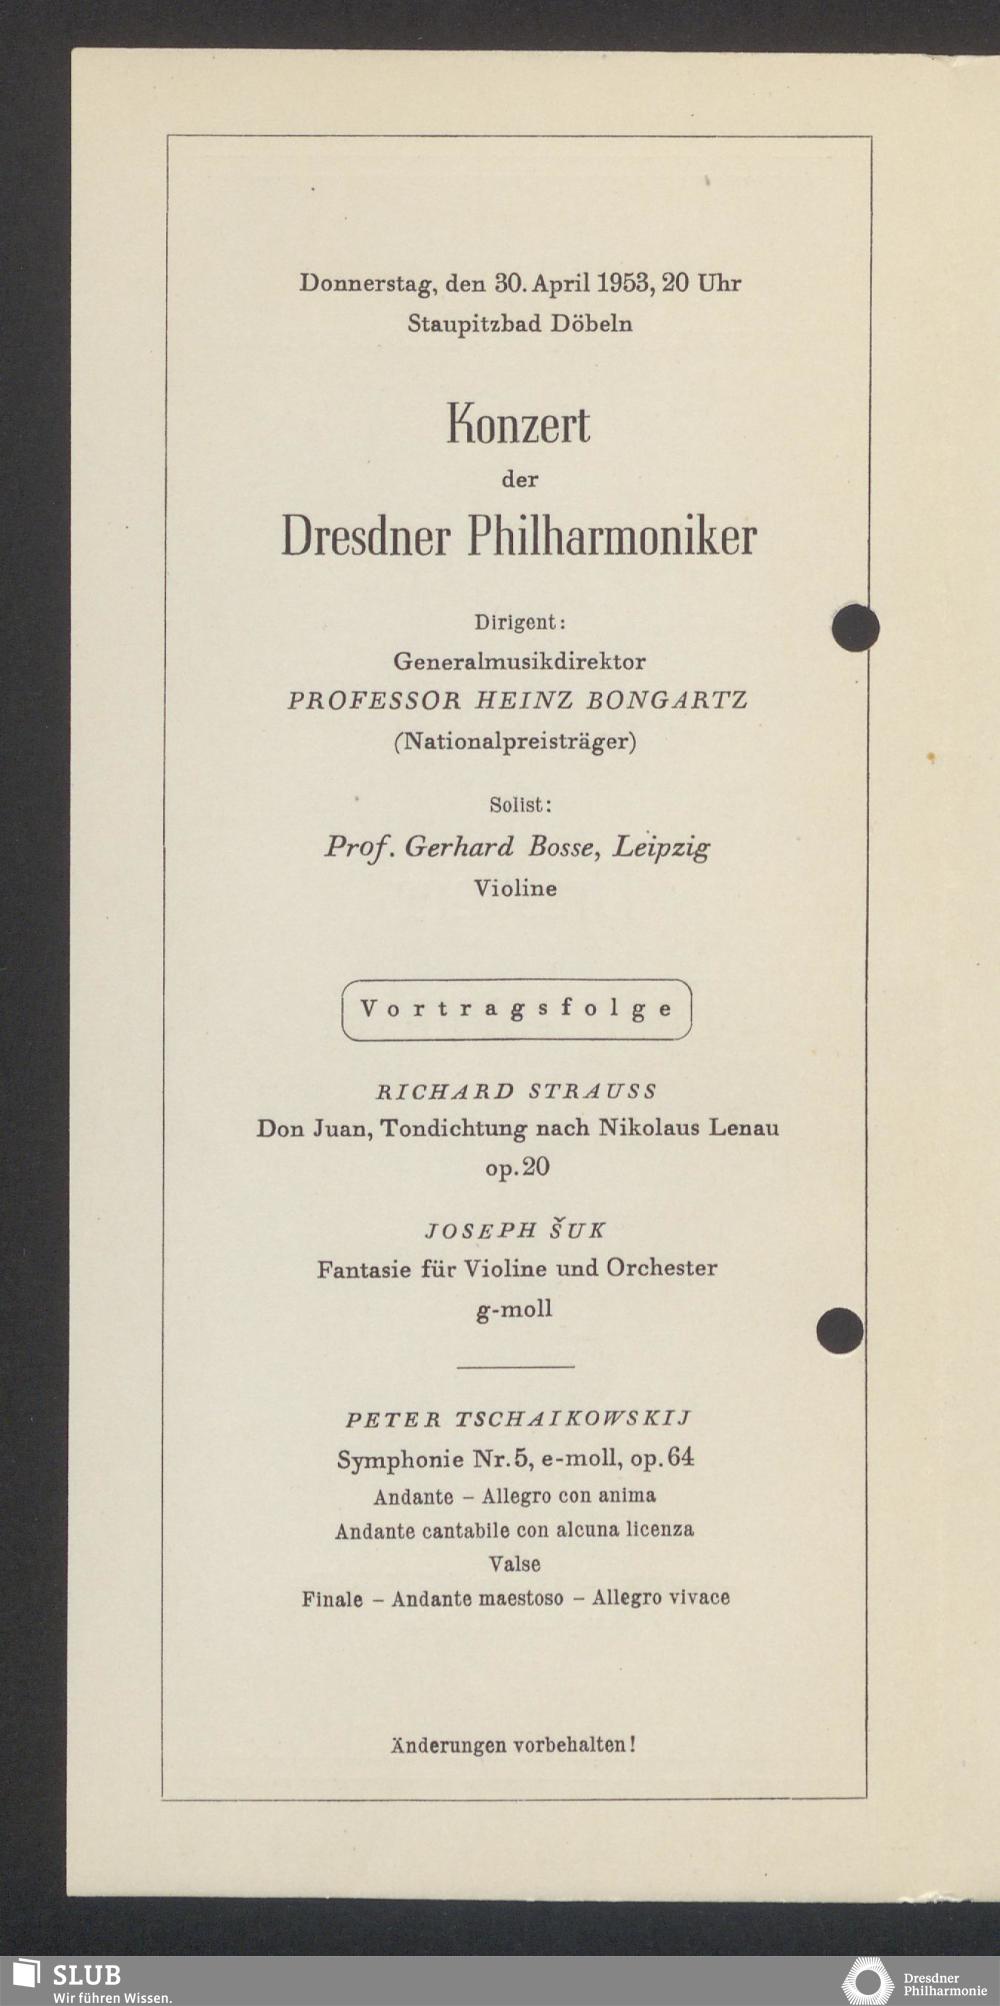 Donnerstag, den 30. April 1953, 20 Uhr
Staupitzbad Döbeln
Konzert
der
Dresdner Philharmoniker
Dirigent:
Generalmusikdirektor
PROFESSOR HEINZ BONGARTZ
(Nationalpreisträger)
Solist:
Prof. Gerhard Bosse, Leipzig
Violine
Vortragsfolge
RICHARD STRAUSS
Don Juan, Tondichtung nach Nikolaus Lenau
op. 20
JOSEPH ŠUK
Fantasie für Violine und Orchester
g-moll
PETER TSCHAIKOWSKIJ
Symphonie Nr. 5, e-moll, op. 64
Andante – Allegro con anima
Andante cantabile con alcuna licenza
Valse
Finale – Andante maestoso – Allegro vivace
Änderungen vorbehalten!
SLUB
Wir führen Wissen.
Dresdner
Philharmonie